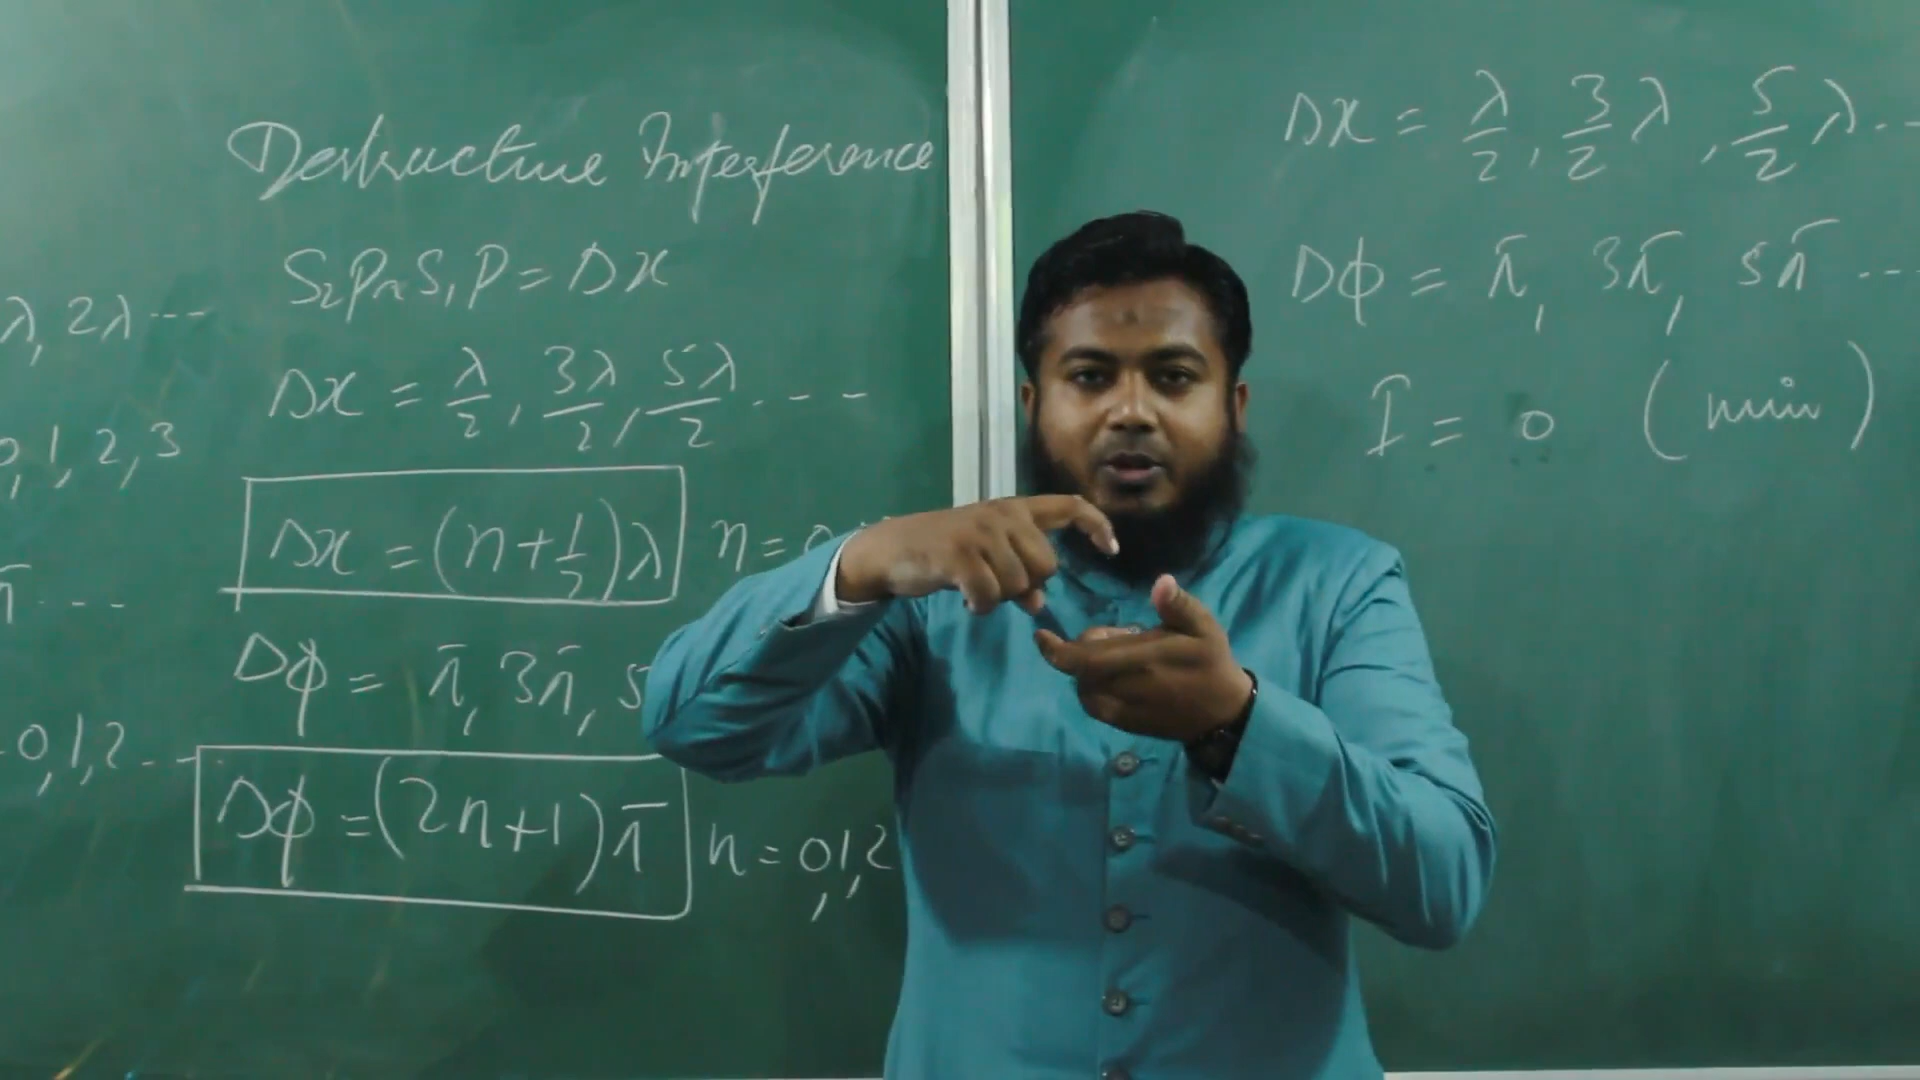 λ, 2λ ---
0, 1, 2, 3
π ---
0, 1, 2 ---
Destructive Interference
S₂P ~ S₁P = Δx
Δx = λ/2, 3λ/2, 5λ/2 ---
Δx = (n+1/2)λ n = 0
Δφ = π, 3π, 5
Δφ = (2n+1)π n = 0, 1, 2
Δx = λ/2, 3/2 λ, 5/2 λ ---
Δφ = π, 3π, 5π ---
I = 0 (min)